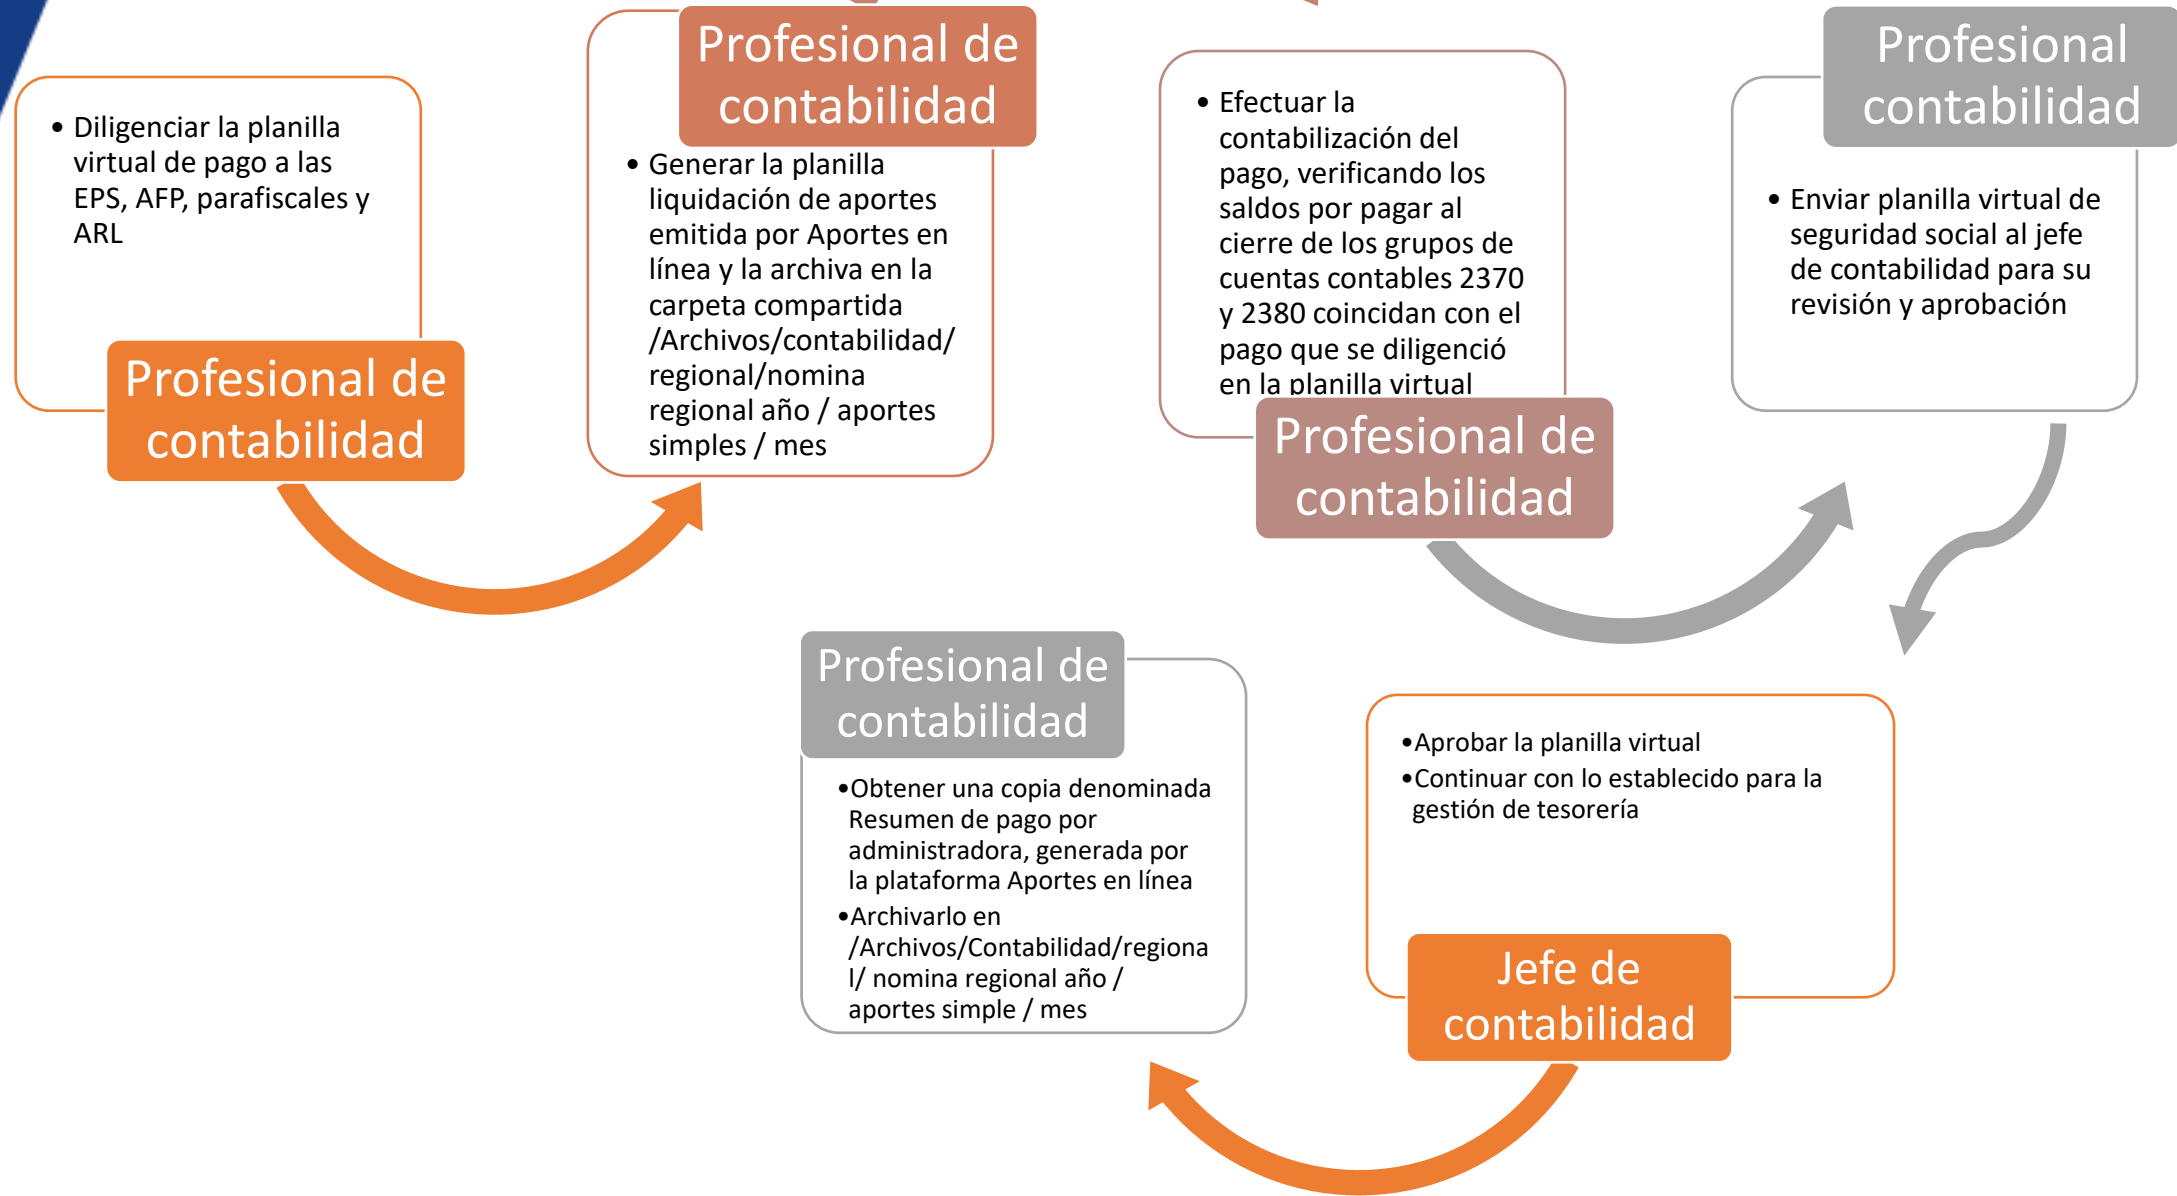 • Diligenciar la planilla
virtual de pago a las
EPS, AFP, parafiscales y
ARL
Profesional de
contabilidad
Profesional de
contabilidad
• Generar la planilla
liquidación de aportes
emitida por Aportes en
línea y la archiva en la
carpeta compartida
/Archivos/contabilidad/
regional/nomina
regional año / aportes
simples / mes
• Efectuar la
contabilización del
pago, verificando los
saldos por pagar al
cierre de los grupos de
cuentas contables 2370
y 2380 coincidan con el
pago que se diligenció
en la planilla virtual
Profesional de
contabilidad
Profesional
contabilidad
• Enviar planilla virtual de
seguridad social al jefe
de contabilidad para su
revisión y aprobación
•Aprobar la planilla virtual
•Continuar con lo establecido para la
gestión de tesorería
Jefe de
contabilidad
Profesional de
contabilidad
•Obtener una copia denominada
Resumen de pago por
administradora, generada por
la plataforma Aportes en línea
•Archivarlo en
/Archivos/Contabilidad/regiona
l/ nomina regional año /
aportes simple / mes